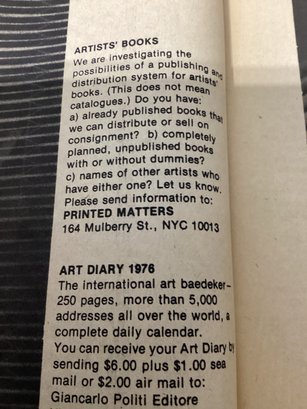 ARTISTS' BOOKS
We are investigating the
possibilities of a publishing and
distribution system for artists'
books. (This does not mean
catalogues.) Do you have:
a) already published books that
we can distribute or sell on
consignment? b) completely
planned, unpublished books
with or without dummies?
c) names of other artists who
have either one? Let us know.
Please send information to:
PRINTED MATTERS
164 Mulberry St., NYC 10013
ART DIARY 1976
The international art baedeker-
250 pages, more than 5,000
addresses all over the world, a
complete daily calendar.
You can receive your Art Diary by
sending $6.00 plus $1.00 sea
mail or $2.00 air mail to:
Giancarlo Politi Editore